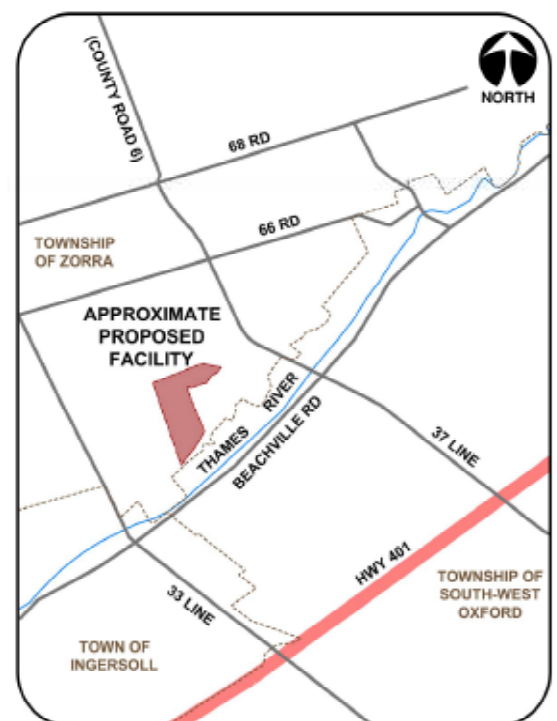 NORTH
(COUNTY ROAD 6)
68 RD
66 RD
TOWNSHIP
OF ZORRA
APPROXIMATE
PROPOSED
FACILITY
THAMES RIVER
BEACHVILLE RD
37 LINE
HWY 401
TOWNSHIP OF
SOUTH-WEST
OXFORD
33 LINE
TOWN OF
INGERSOLL